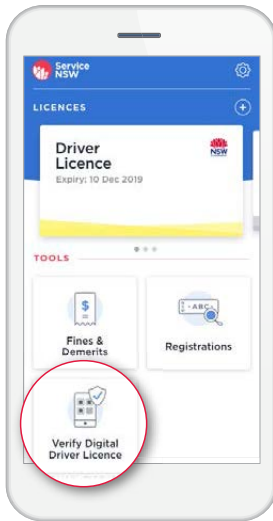 Service
NSW
LICENCES
Driver
Licence
NSW
Expiry: 10 Dec 2019
TOOLS
$
-ABC-
Fines &
Demerits
Registrations
Verify Digital
Driver Licence